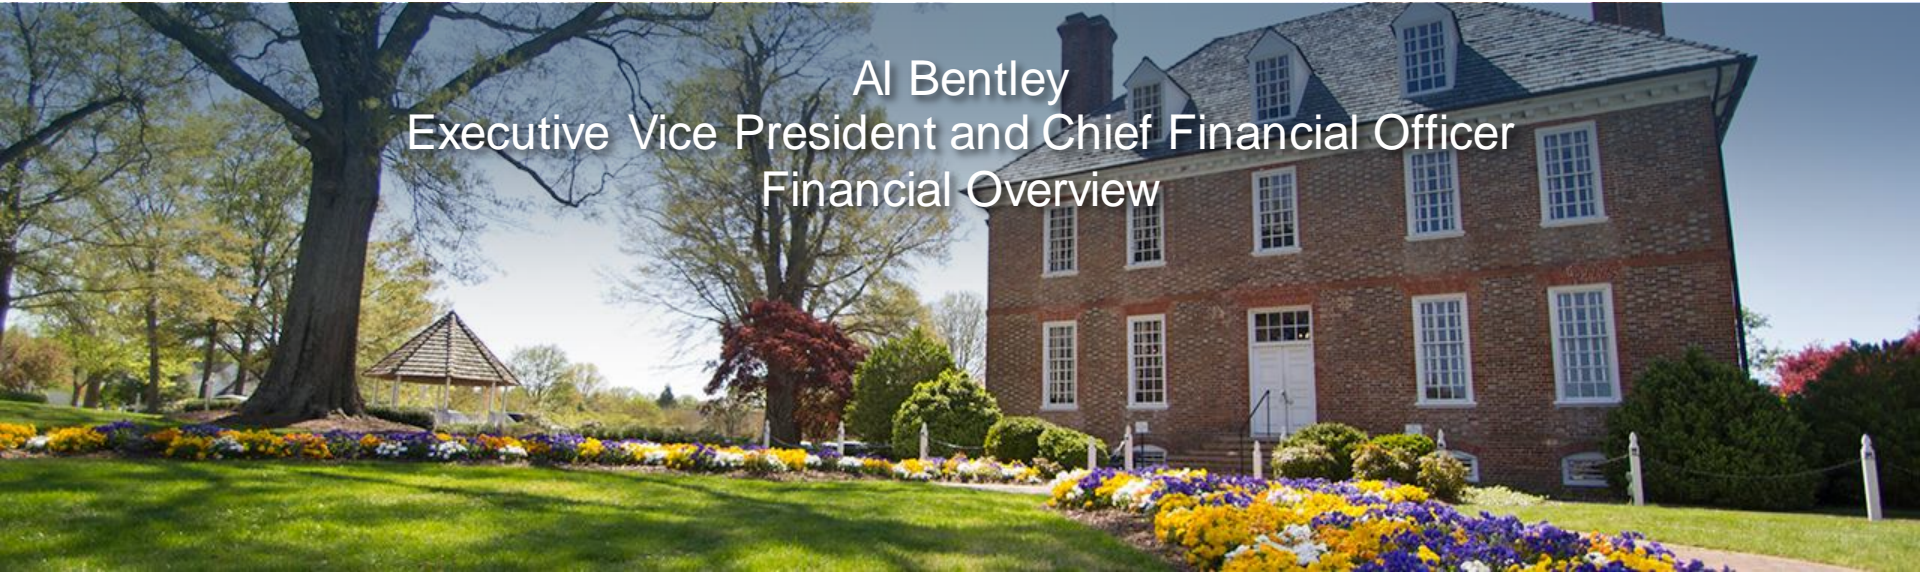 Al Bentley
Executive Vice President and Chief Financial Officer
Financial Overview